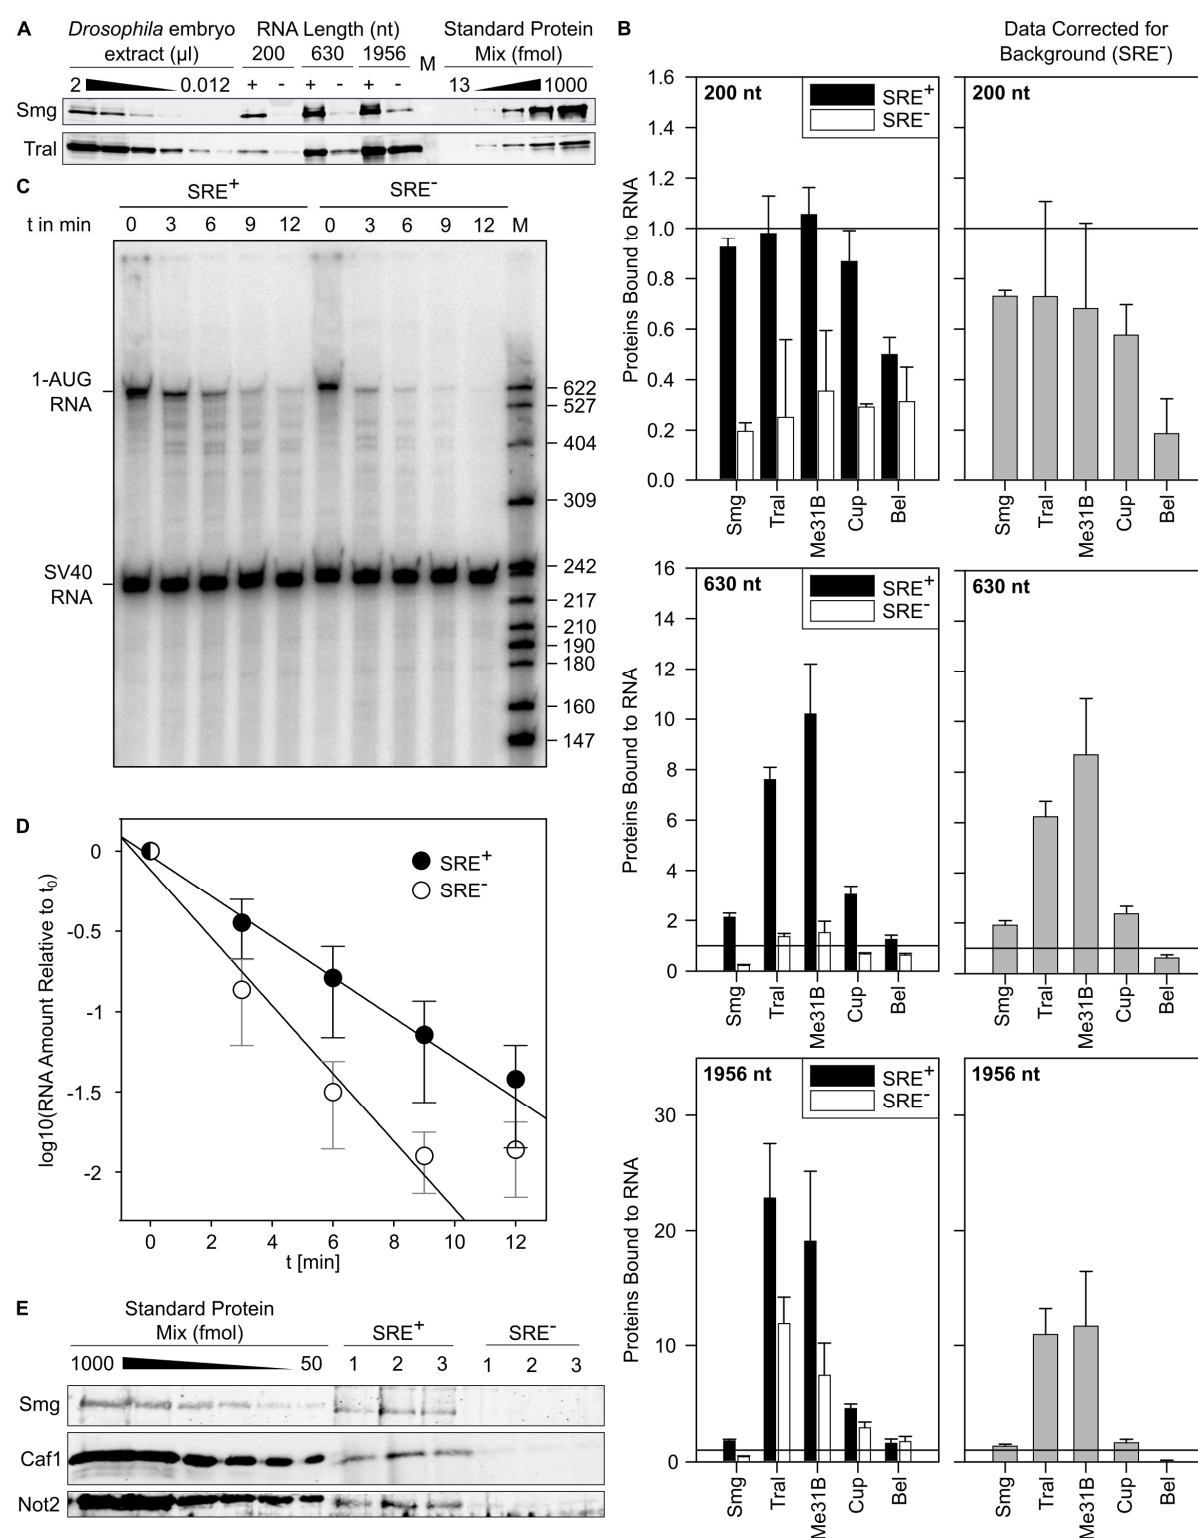 A
Drosophila embryo
extract (µl)
RNA Length (nt)
200 630 1956
M
Standard Protein
Mix (fmol)
2 0.012 + - + - + - 13 1000
Smg
Tral
B
Data Corrected for
Background (SRE-)
200 nt
SRE+
SRE-
200 nt
Proteins Bound to RNA
1.6
1.4
1.2
1.0
0.8
0.6
0.4
0.2
0.0
Smg Tral Me31B Cup Bel
Smg Tral Me31B Cup Bel
630 nt
SRE+
SRE-
630 nt
Proteins Bound to RNA
16
14
12
10
8
6
4
2
0
Smg Tral Me31B Cup Bel
Smg Tral Me31B Cup Bel
1956 nt
SRE+
SRE-
1956 nt
Proteins Bound to RNA
30
20
10
0
Smg Tral Me31B Cup Bel
Smg Tral Me31B Cup Bel
C
SRE+ SRE-
t in min 0 3 6 9 12 0 3 6 9 12 M
1-AUG
RNA
SV40
RNA
622
527
404
309
242
217
210
190
180
160
147
D
SRE+
SRE-
log10(RNA Amount Relative to t0)
0
-0.5
-1
-1.5
-2
0 2 4 6 8 10 12
t [min]
E
Standard Protein
Mix (fmol)
SRE+ SRE-
1000 50 1 2 3 1 2 3
Smg
Caf1
Not2